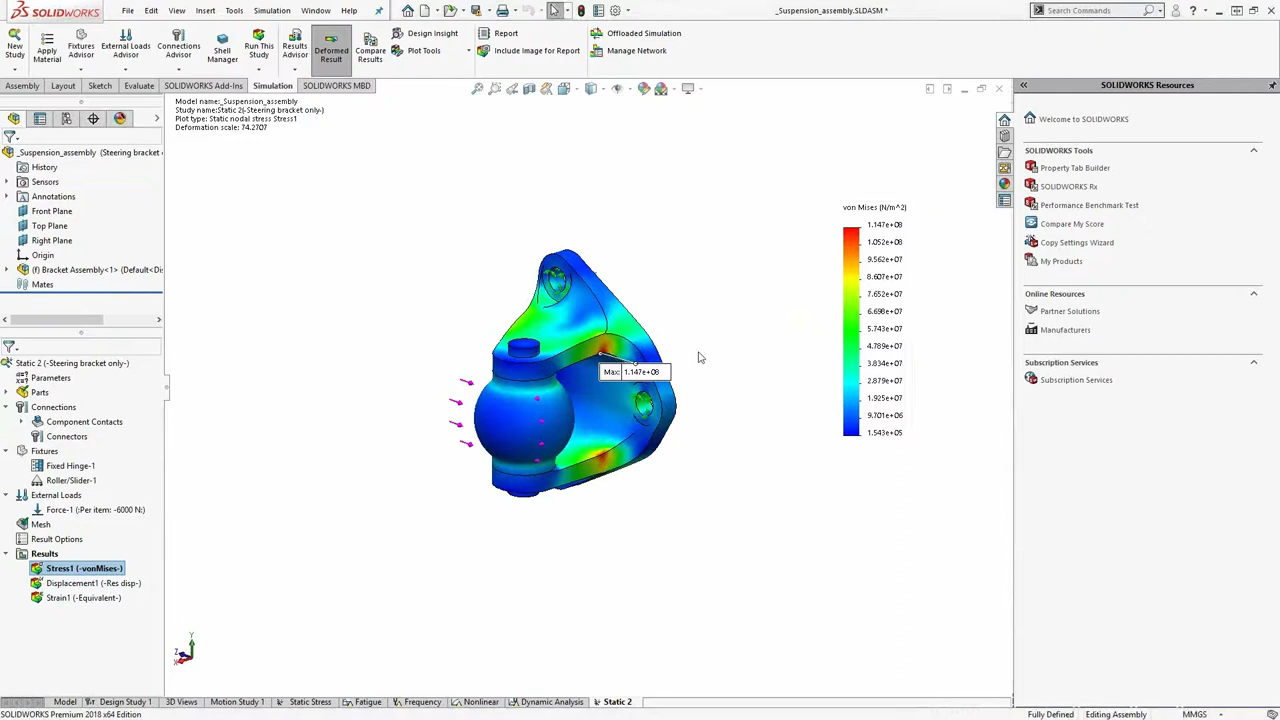 SOLIDWORKS
File
Edit
View
Insert
Tools
Simulation
Window
Help
_Suspension_assembly.SLDASM *
Search Commands
New Study
Apply Material
Fixtures Advisor
External Loads Advisor
Connections Advisor
Shell Manager
Run This Study
Results Advisor
Deformed Result
Compare Results
Design Insight
Plot Tools
Report
Include Image for Report
Offloaded Simulation
Manage Network
Assembly
Layout
Sketch
Evaluate
SOLIDWORKS Add-Ins
Simulation
SOLIDWORKS MBD
_Suspension_assembly (Steering bracket
History
Sensors
Annotations
Front Plane
Top Plane
Right Plane
Origin
(f) Bracket Assembly<1> (Default<Di
Mates
Static 2 (-Steering bracket only-)
Parameters
Parts
Connections
Component Contacts
Connectors
Fixtures
Fixed Hinge-1
Roller/Slider-1
External Loads
Force-1 (:Per item: -6000 N:)
Mesh
Result Options
Results
Stress1 (-vonMises-)
Displacement1 (-Res disp-)
Strain1 (-Equivalent-)
Model name:_Suspension_assembly
Study name:Static 2(-Steering bracket only-)
Plot type: Static nodal stress Stress1
Deformation scale: 74.2707
Max: 1.147e+08
Y
Z
X
von Mises (N/m^2)
1.147e+08
1.052e+08
9.562e+07
8.607e+07
7.652e+07
6.698e+07
5.743e+07
4.789e+07
3.834e+07
2.879e+07
1.925e+07
9.701e+06
1.543e+05
SOLIDWORKS Resources
Welcome to SOLIDWORKS
SOLIDWORKS Tools
Property Tab Builder
SOLIDWORKS Rx
Performance Benchmark Test
Compare My Score
Copy Settings Wizard
My Products
Online Resources
Partner Solutions
Manufacturers
Subscription Services
Subscription Services
Model
Design Study 1
3D Views
Motion Study 1
Static Stress
Fatigue
Frequency
Nonlinear
Dynamic Analysis
Static 2
SOLIDWORKS Premium 2018 x64 Edition
Fully Defined
Editing Assembly
MMGS